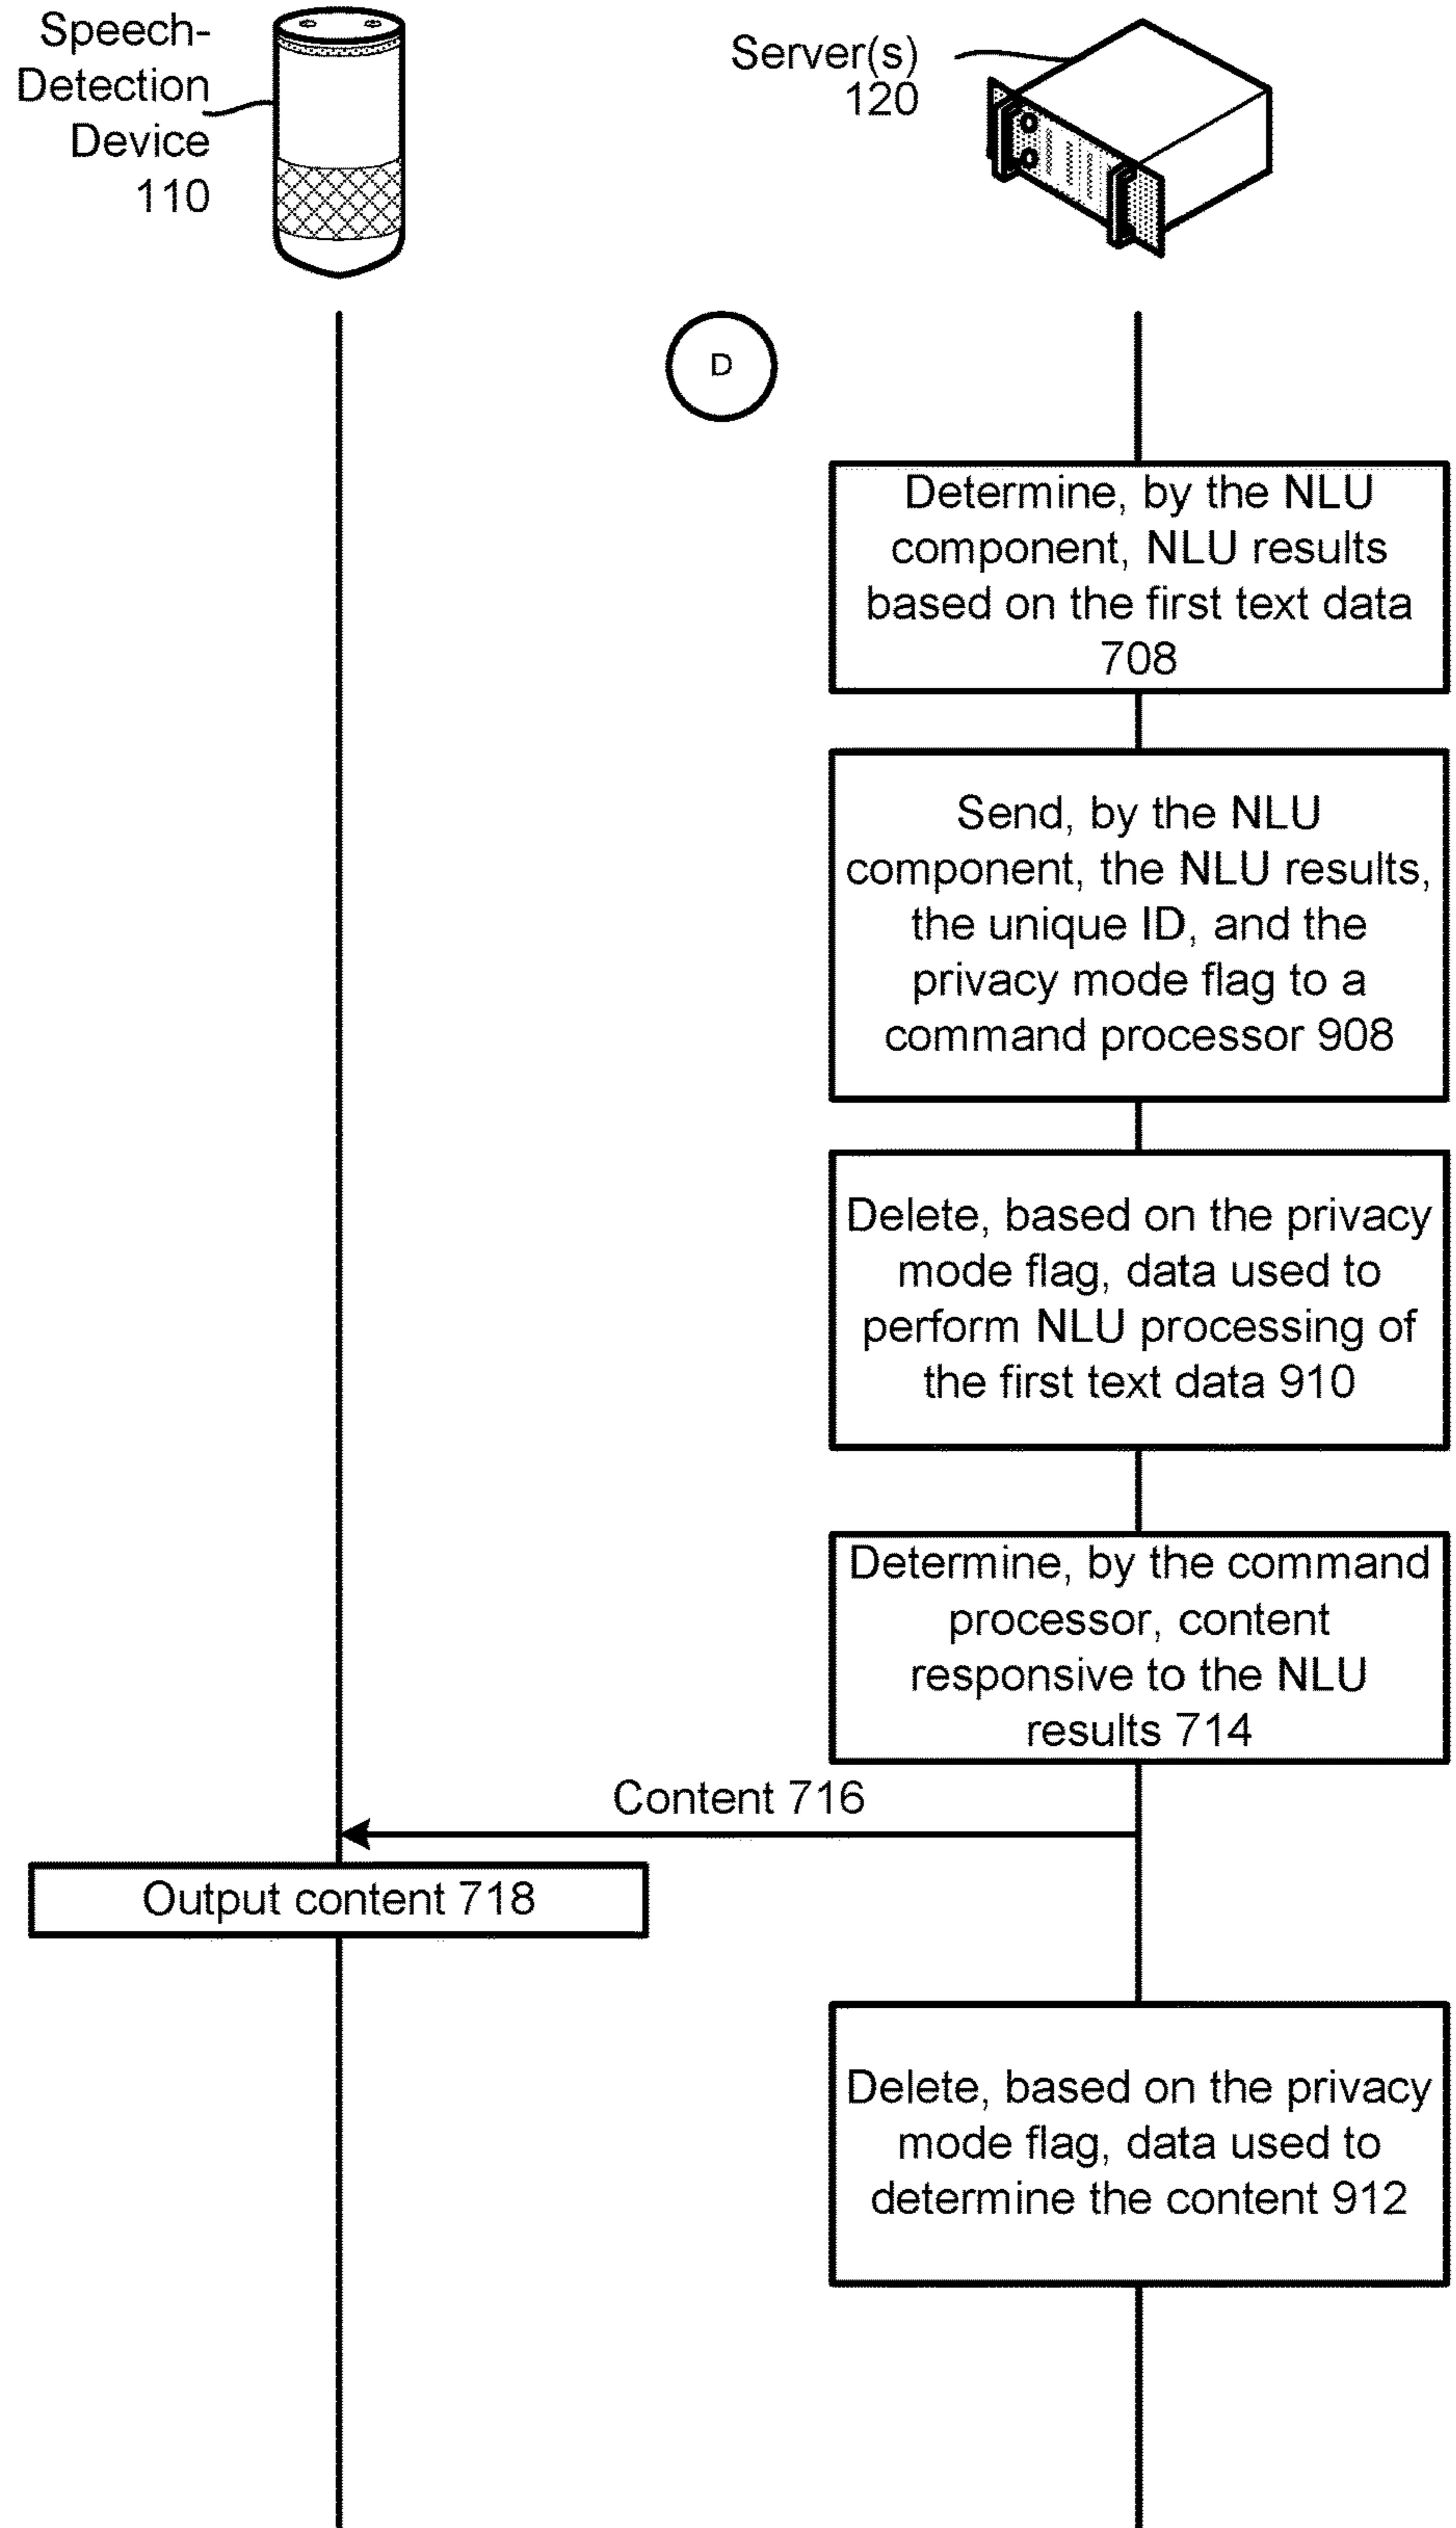 Speech-
Detection
Device
110
Server(s)
120
D
Determine, by the NLU
component, NLU results
based on the first text data
708
Send, by the NLU
component, the NLU results,
the unique ID, and the
privacy mode flag to a
command processor 908
Delete, based on the privacy
mode flag, data used to
perform NLU processing of
the first text data 910
Determine, by the command
processor, content
responsive to the NLU
results 714
Content 716
Output content 718
Delete, based on the privacy
mode flag, data used to
determine the content 912